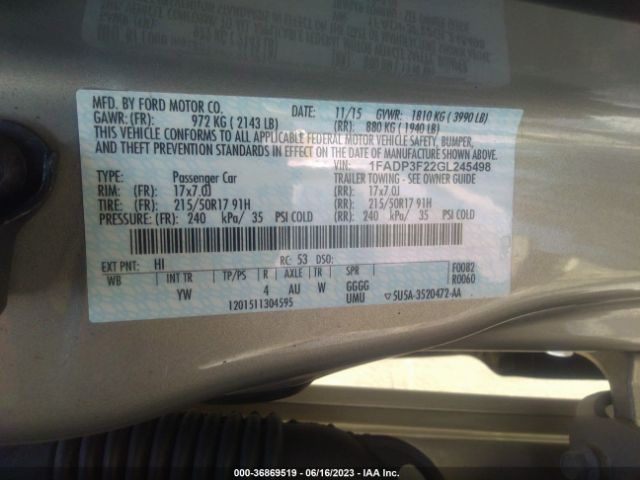 MFD. BY FORD MOTOR CO. 11/15 GVWR: 1810 KG ( 3990 LB)
GAWR: (FR): 972 KG ( 2143 LB) (RR): 880 KG ( 1940 LB)
THIS VEHICLE CONFORMS TO ALL APPLICABLE FEDERAL MOTOR VEHICLE SAFETY, BUMPER,
AND THEFT PREVENTION STANDARDS IN EFFECT ON THE DATE OF MANUFACTURE SHOWN ABOVE.
VIN: 1FADP3F22GL245498
TYPE: Passenger Car TRAILER TOWING - SEE OWNER GUIDE
RIM: (FR): 17x7.0J (RR): 17x7.0J
TIRE: (FR): 215/50R17 91H (RR): 215/50R17 91H
PRESSURE: (FR): 240 kPa/ 35 PSI COLD (RR): 240 kPa/ 35 PSI COLD
EXT PNT: HI RC: 53 DSO: F0082
WB INT TR TP/PS R AXLE TR SPR R0060
YW 4 AU W GGGG
UMU
1201511304595 5U5A-3520472-AA
000-36869519 / 06/16/2023 / IAA Inc.